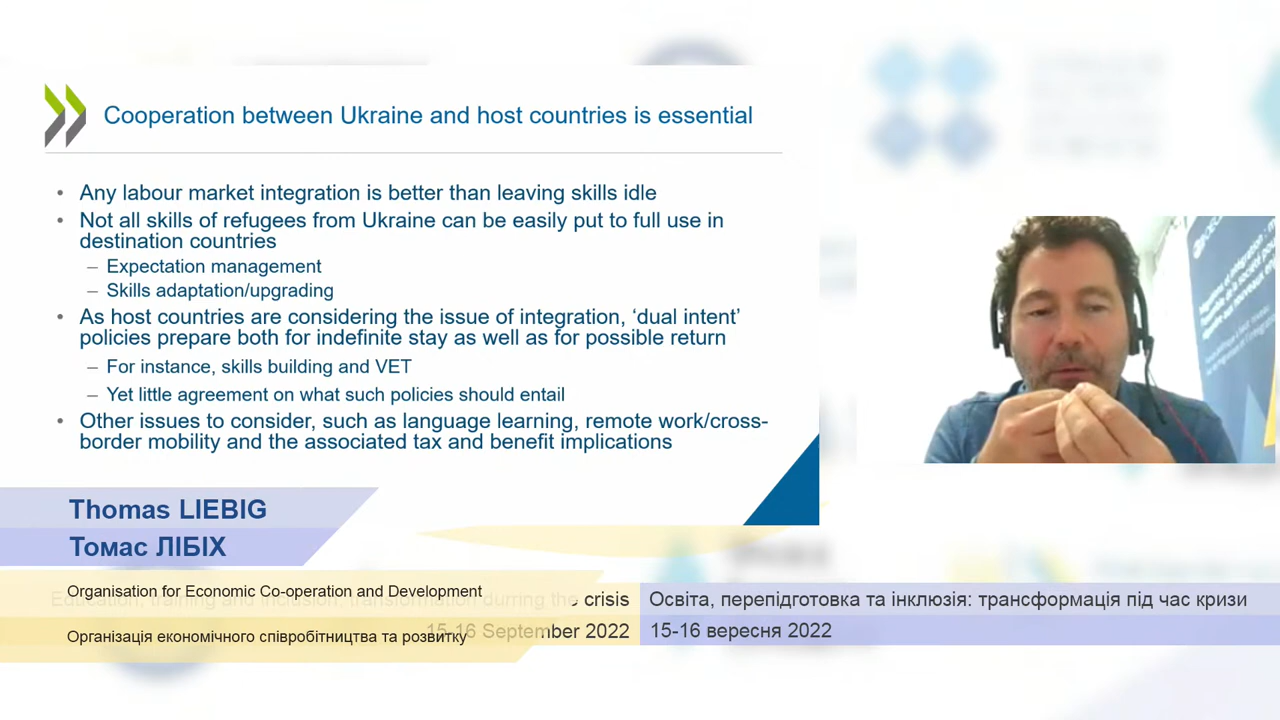 Cooperation between Ukraine and host countries is essential
• Any labour market integration is better than leaving skills idle
• Not all skills of refugees from Ukraine can be easily put to full use in
destination countries
– Expectation management
– Skills adaptation/upgrading
• As host countries are considering the issue of integration, ‘dual intent’
policies prepare both for indefinite stay as well as for possible return
– For instance, skills building and VET
– Yet little agreement on what such policies should entail
• Other issues to consider, such as language learning, remote work/cross-
border mobility and the associated tax and benefit implications
Thomas LIEBIG
Томас ЛІБІХ
Organisation for Economic Co-operation and Development
Education, training and inclusion: transformation durring the crisis
Організація економічного співробітництва та розвитку
15-16 September 2022
Освіта, перепідготовка та інклюзія: трансформація під час кризи
15-16 вересня 2022